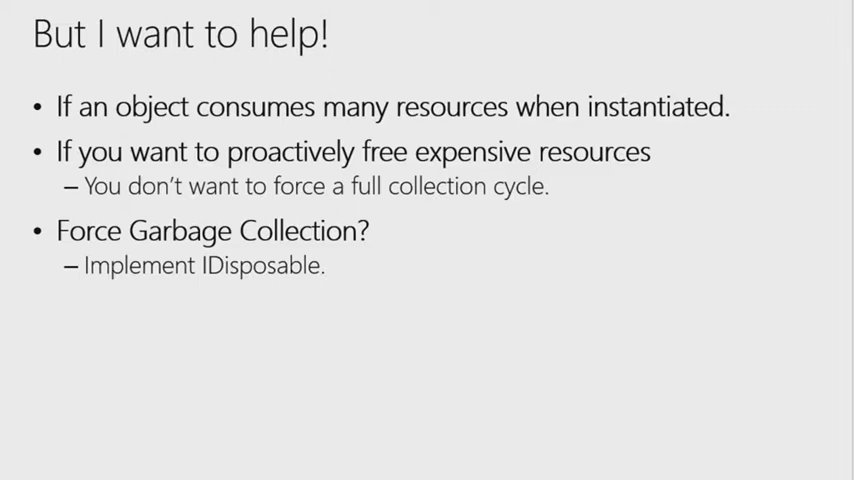 But I want to help!
• If an object consumes many resources when instantiated.
• If you want to proactively free expensive resources
– You don't want to force a full collection cycle.
• Force Garbage Collection?
– Implement IDisposable.